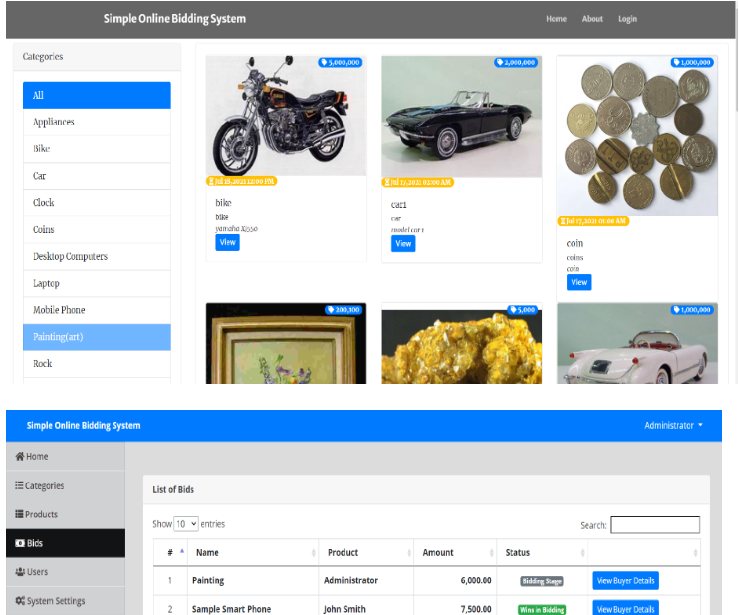 Simple Online Bidding System Home About Login
Categories
All
Appliances
Bike
Car
Clock
Coins
Desktop Computers
Laptop
Mobile Phone
Painting(art)
Rock
5,000,000
Jul 19,2021 12:00 PM
bike
bike
yamaha Xj550
View
2,000,000
Jul 17,2021 02:00 AM
car1
car
model car 1
View
1,000,000
Jul 17,2021 01:00 AM
coin
coins
coin
View
200,100
5,000
1,000,000
Simple Online Bidding System Administrator
Home
Categories
Products
Bids
Users
System Settings
List of Bids
Show 10 entries Search:
# Name Product Amount Status
1 Painting Administrator 6,000.00 Bidding Stage View Buyer Details
2 Sample Smart Phone John Smith 7,500.00 Wins in Bidding View Buyer Details